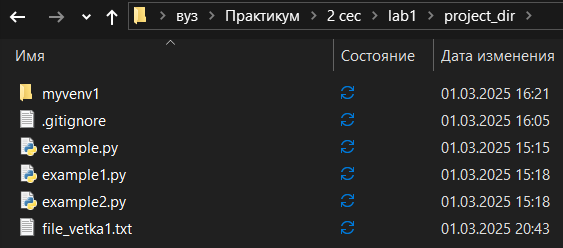 вуз > Практикум > 2 сес > lab1 > project_dir >
Имя Состояние Дата изменения
myvenv1 01.03.2025 16:21
.gitignore 01.03.2025 16:05
example.py 01.03.2025 15:15
example1.py 01.03.2025 15:18
example2.py 01.03.2025 15:18
file_vetka1.txt 01.03.2025 20:43